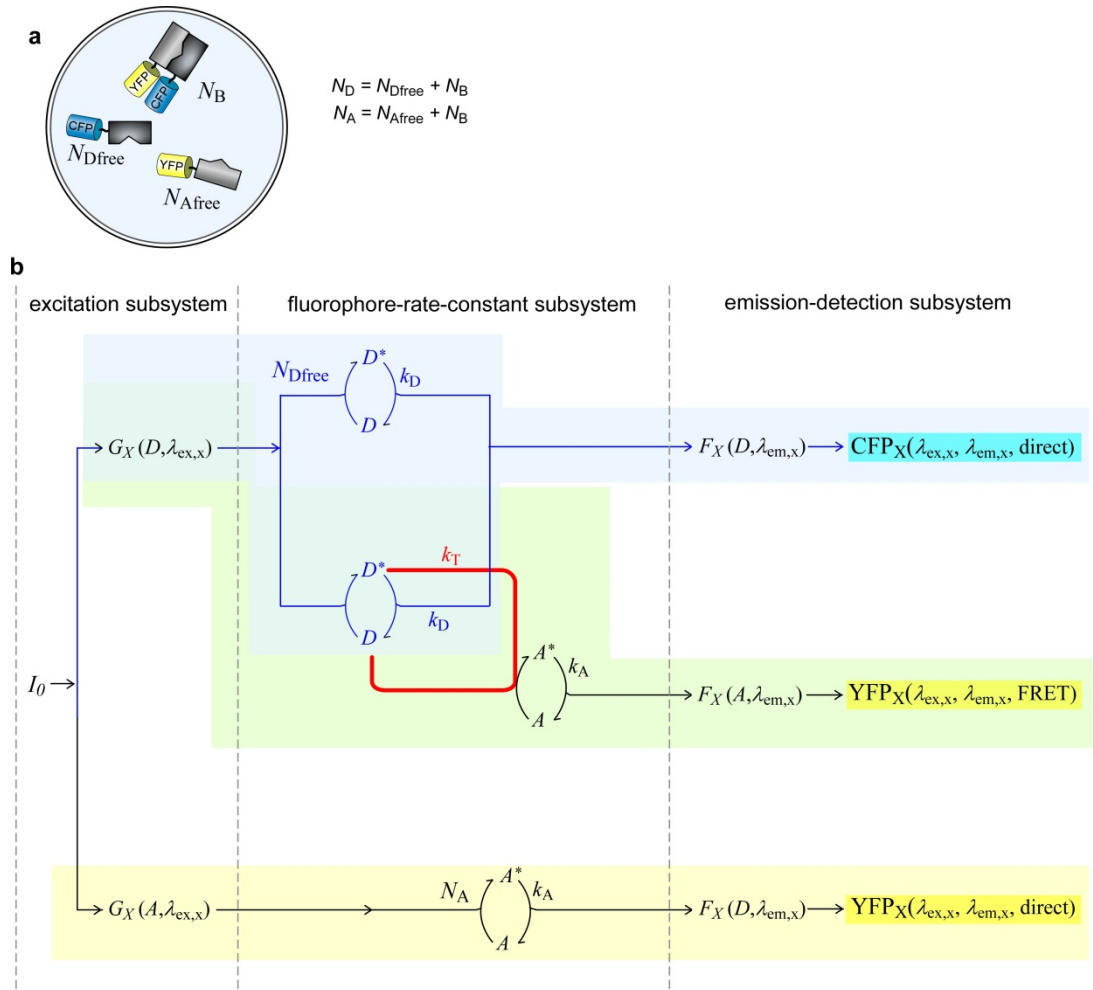 a
YFP
CFP
N_B
CFP
N_Dfree
YFP
N_Afree
N_D = N_Dfree + N_B
N_A = N_Afree + N_B
b
excitation subsystem
fluorophore-rate-constant subsystem
emission-detection subsystem
N_Dfree
D*
k_D
D
G_X (D,λ_ex,x)
F_X (D,λ_em,x)
CFP_X(λ_ex,x, λ_em,x, direct)
k_T
D*
k_D
D
I_0
A*
k_A
A
F_X (A,λ_em,x)
YFP_X(λ_ex,x, λ_em,x, FRET)
G_X (A,λ_ex,x)
N_A
A*
k_A
A
F_X (D,λ_em,x)
YFP_X(λ_ex,x, λ_em,x, direct)